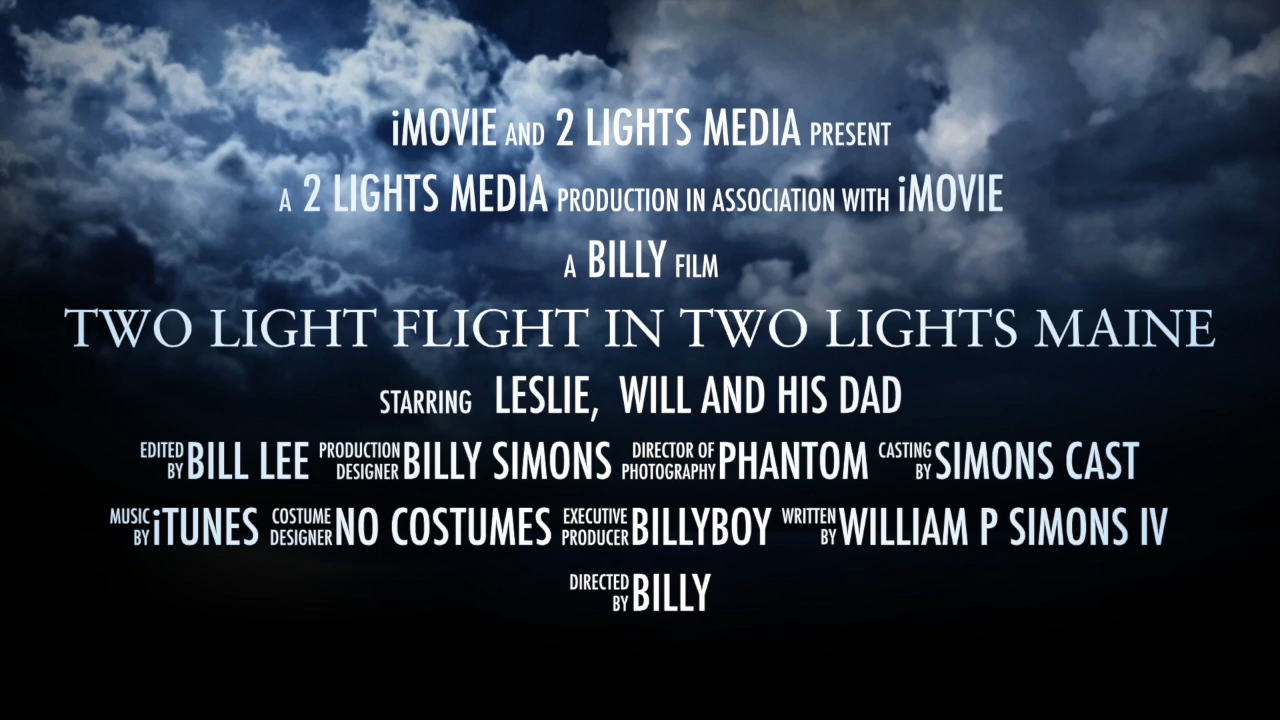 iMOVIE AND 2 LIGHTS MEDIA PRESENT
A 2 LIGHTS MEDIA PRODUCTION IN ASSOCIATION WITH iMOVIE
A BILLY FILM
TWO LIGHT FLIGHT IN TWO LIGHTS MAINE
STARRING LESLIE, WILL AND HIS DAD
EDITED BY BILL LEE PRODUCTION DESIGNER BILLY SIMONS DIRECTOR OF PHOTOGRAPHY PHANTOM CASTING BY SIMONS CAST
MUSIC BY iTUNES COSTUME DESIGNER NO COSTUMES EXECUTIVE PRODUCER BILLYBOY WRITTEN BY WILLIAM P SIMONS IV
DIRECTED BY BILLY